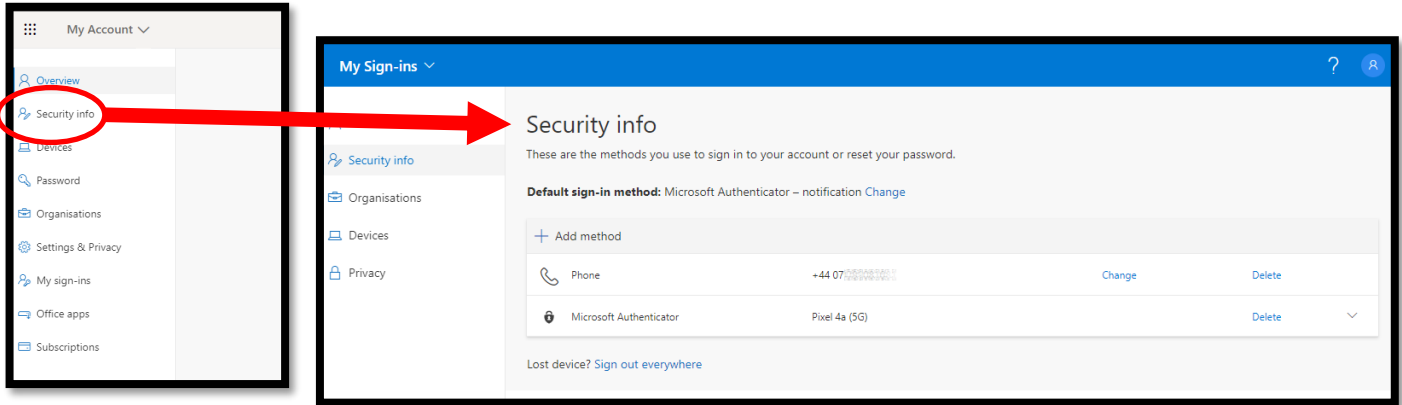 My Account
Overview
Security info
Devices
Password
Organisations
Settings & Privacy
My sign-ins
Office apps
Subscriptions
My Sign-ins
?
Security info
Organisations
Devices
Privacy
Security info
These are the methods you use to sign in to your account or reset your password.
Default sign-in method: Microsoft Authenticator – notification Change
+ Add method
Phone +44 07 Change Delete
Microsoft Authenticator Pixel 4a (5G) Delete
Lost device? Sign out everywhere